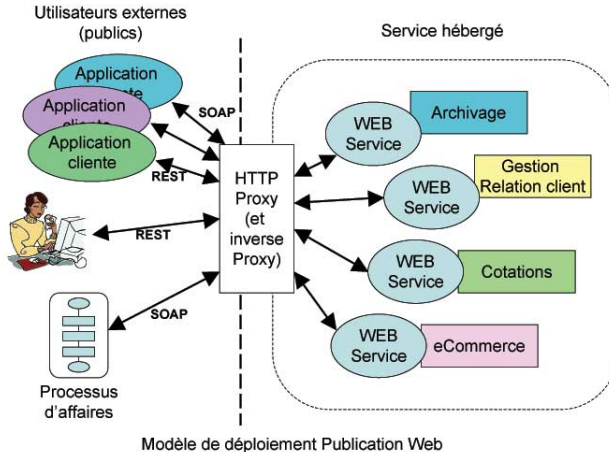 Utilisateurs externes
(publics)
Service hébergé
Application
Application
Application
cliente
SOAP
REST
REST
SOAP
HTTP
Proxy
(et
inverse
Proxy)
WEB
Service
Archivage
WEB
Service
Gestion
Relation client
WEB
Service
Cotations
WEB
Service
eCommerce
Processus
d'affaires
Modèle de déploiement Publication Web